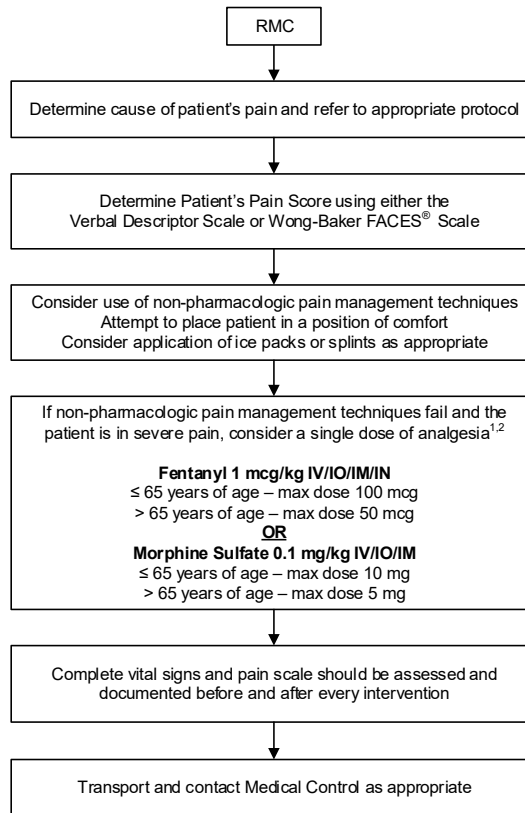 RMC
Determine cause of patient's pain and refer to appropriate protocol
Determine Patient's Pain Score using either the
Verbal Descriptor Scale or Wong-Baker FACES® Scale
Consider use of non-pharmacologic pain management techniques
Attempt to place patient in a position of comfort
Consider application of ice packs or splints as appropriate
If non-pharmacologic pain management techniques fail and the
patient is in severe pain, consider a single dose of analgesia1,2
Fentanyl 1 mcg/kg IV/IO/IM/IN
≤ 65 years of age – max dose 100 mcg
> 65 years of age – max dose 50 mcg
OR
Morphine Sulfate 0.1 mg/kg IV/IO/IM
≤ 65 years of age – max dose 10 mg
> 65 years of age – max dose 5 mg
Complete vital signs and pain scale should be assessed and
documented before and after every intervention
Transport and contact Medical Control as appropriate